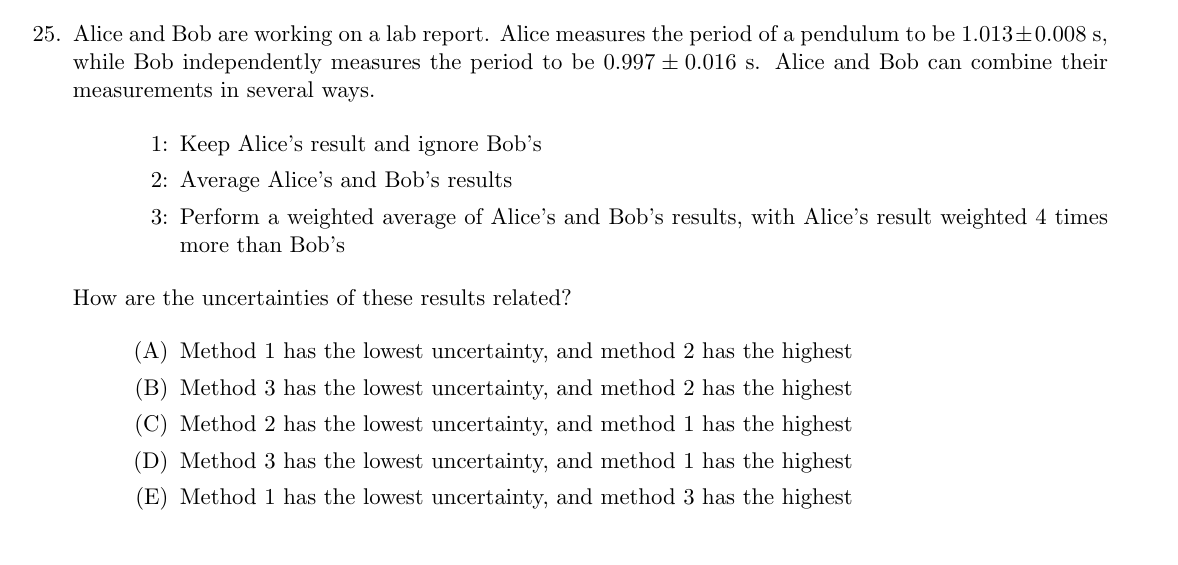 25. Alice and Bob are working on a lab report. Alice measures the period of a pendulum to be 1.013±0.008 s,
while Bob independently measures the period to be 0.997 ± 0.016 s. Alice and Bob can combine their
measurements in several ways.
1: Keep Alice's result and ignore Bob's
2: Average Alice's and Bob's results
3: Perform a weighted average of Alice's and Bob's results, with Alice's result weighted 4 times
more than Bob's
How are the uncertainties of these results related?
(A) Method 1 has the lowest uncertainty, and method 2 has the highest
(B) Method 3 has the lowest uncertainty, and method 2 has the highest
(C) Method 2 has the lowest uncertainty, and method 1 has the highest
(D) Method 3 has the lowest uncertainty, and method 1 has the highest
(E) Method 1 has the lowest uncertainty, and method 3 has the highest